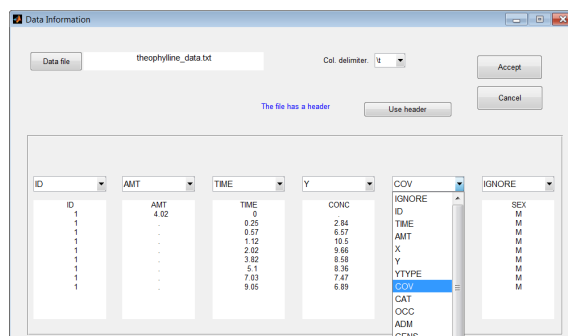 Data Information
Data file theophylline_data.txt Col. delimiter. \t Accept
Cancel
The file has a header Use header
ID AMT TIME Y COV IGNORE
ID AMT TIME CONC IGNORE SEX
1 4.02 0 ID M
1 . 0.25 2.84 TIME M
1 . 0.57 6.57 AMT M
1 . 1.12 10.5 X M
1 . 2.02 9.66 Y M
1 . 3.82 8.58 YTYPE M
1 . 5.1 8.36 COV M
1 . 7.03 7.47 CAT M
1 . 9.05 6.89 OCC M
ADM
CENS